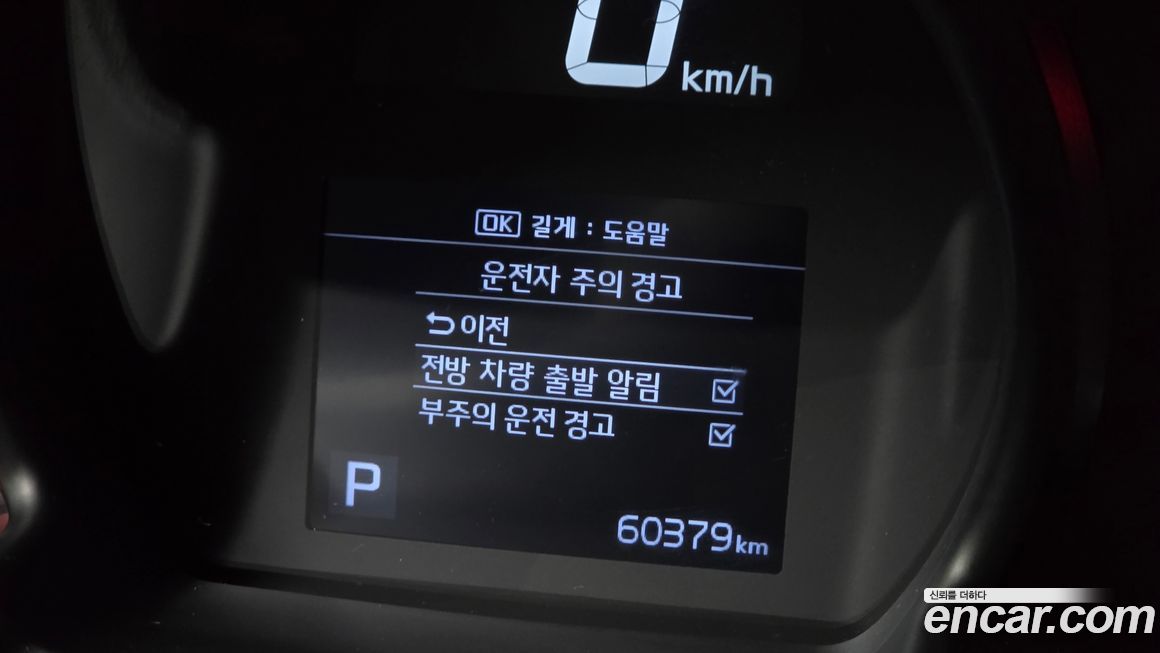 0 km/h
OK 길게 : 도움말
운전자 주의 경고
이전
전방 차량 출발 알림
부주의 운전 경고
P
60379km
신뢰를 더하다
encar.com